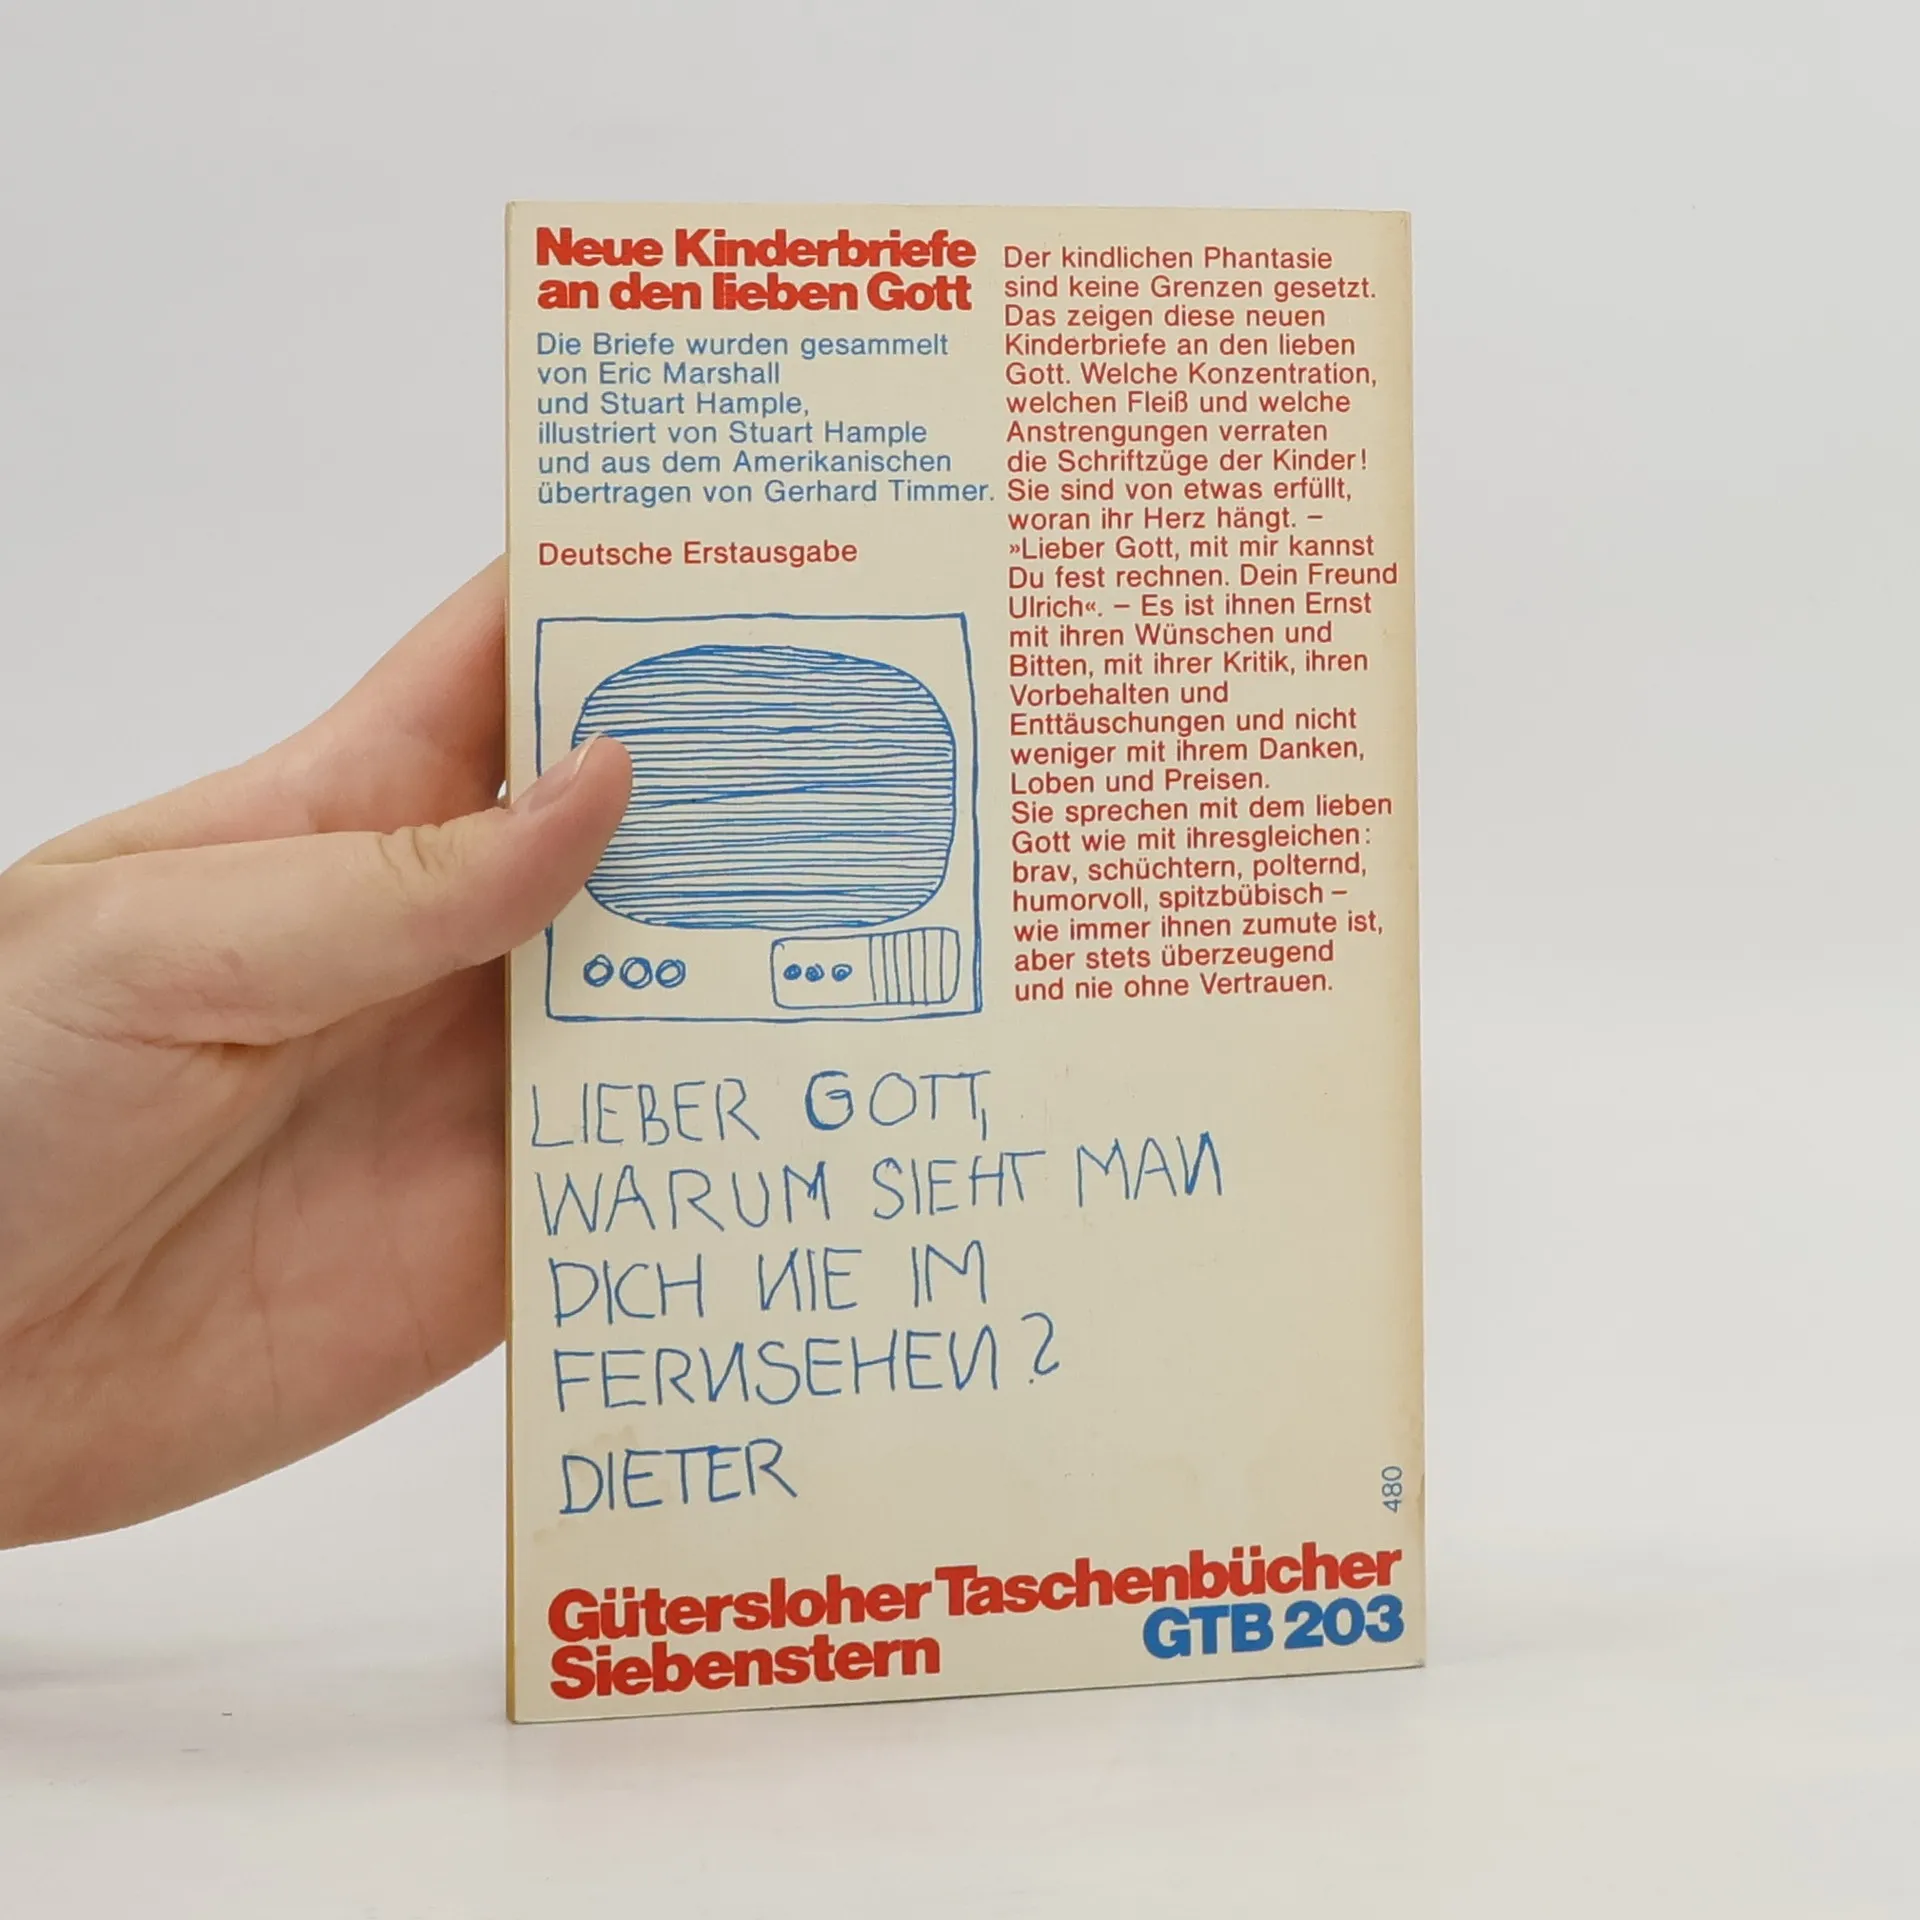 Neue Kinderbriefe
an den lieben Gott
Die Briefe wurden gesammelt
von Eric Marshall
und Stuart Hample,
illustriert von Stuart Hample
und aus dem Amerikanischen
übertragen von Gerhard Timmer.
Deutsche Erstausgabe
Der kindlichen Phantasie
sind keine Grenzen gesetzt.
Das zeigen diese neuen
Kinderbriefe an den lieben
Gott. Welche Konzentration,
welchen Fleiß und welche
Anstrengungen verraten
die Schriftzüge der Kinder!
Sie sind von etwas erfüllt,
woran ihr Herz hängt. –
»Lieber Gott, mit mir kannst
Du fest rechnen. Dein Freund
Ulrich«. – Es ist ihnen Ernst
mit ihren Wünschen und
Bitten, mit ihrer Kritik, ihren
Vorbehalten und
Enttäuschungen und nicht
weniger mit ihrem Danken,
Loben und Preisen.
Sie sprechen mit dem lieben
Gott wie mit ihresgleichen:
brav, schüchtern, polternd,
humorvoll, spitzbübisch –
wie immer ihnen zumute ist,
aber stets überzeugend
und nie ohne Vertrauen.
LIEBER GOTT,
WARUM SIEHT MAN
DICH NIE IM
FERNSEHEN?
DIETER
480
Gütersloher Taschenbücher
Siebenstern
GTB 203